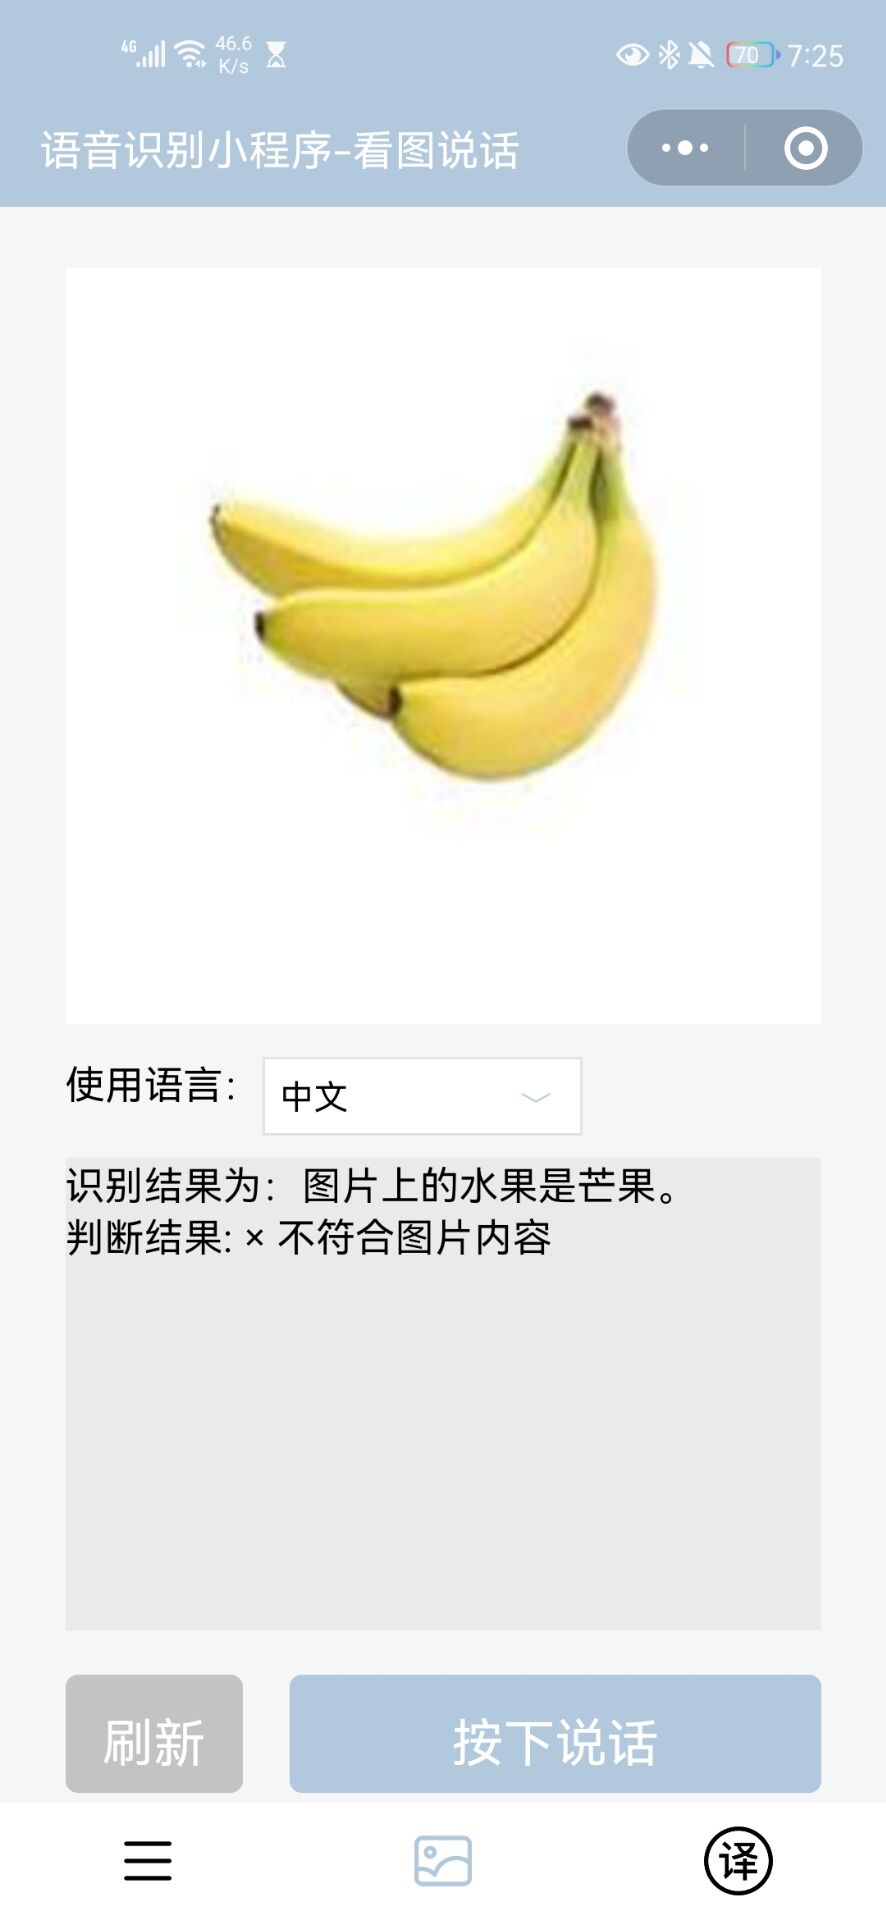 4G 46.6 K/s 70 7:25
语音识别小程序-看图说话
使用语言： 中文
识别结果为：图片上的水果是芒果。
判断结果: × 不符合图片内容
刷新 按下说话
译